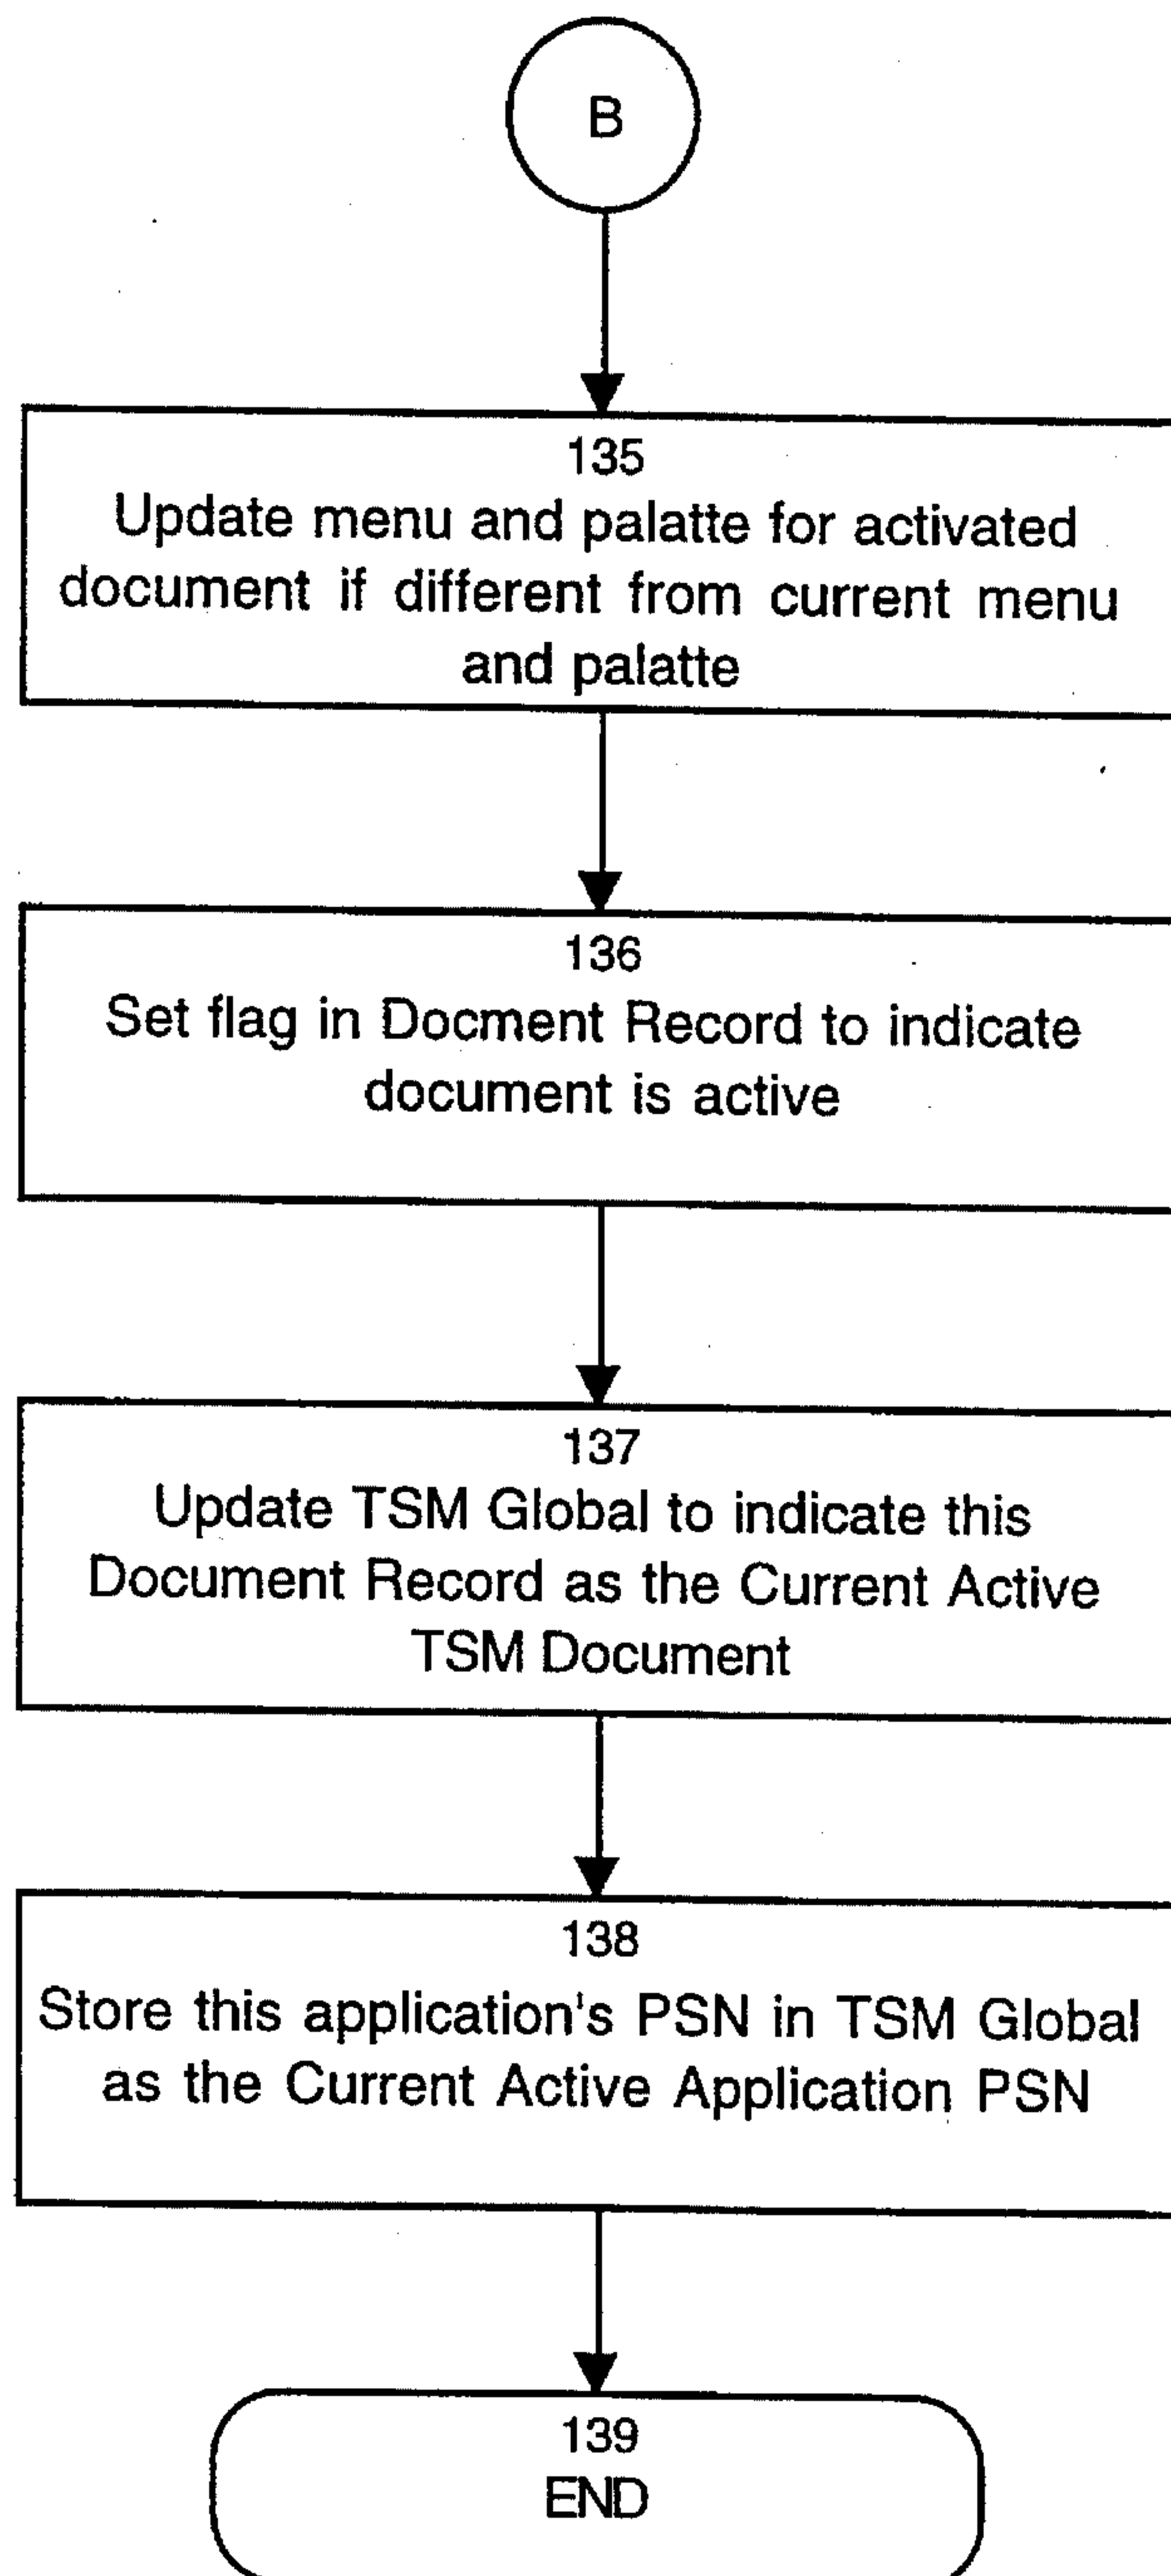 B
135
Update menu and palatte for activated
document if different from current menu
and palatte
136
Set flag in Docment Record to indicate
document is active
137
Update TSM Global to indicate this
Document Record as the Current Active
TSM Document
138
Store this application's PSN in TSM Global
as the Current Active Application PSN
139
END